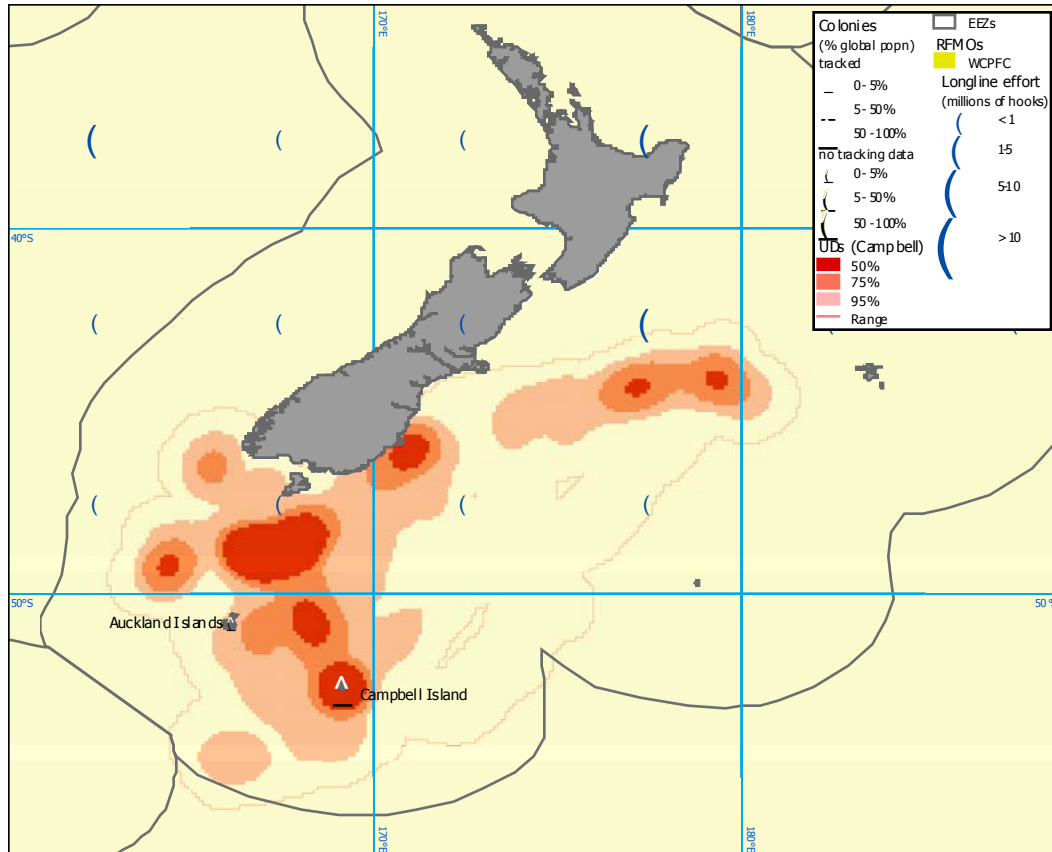 170°E
180°E
Colonies
(% global popn)
tracked
0- 5%
5- 50%
50 -100%
no tracking data
0- 5%
5 - 50%
50 - 100%
UDs (Campbell)
50%
75%
95%
Range
EEZs
RFMOs
WCPFC
Longline effort
(millions of hooks)
< 1
1-5
5-10
> 10
40°S
50°S
50°
Auckland Islands
Campbell Island
170°E
180°E